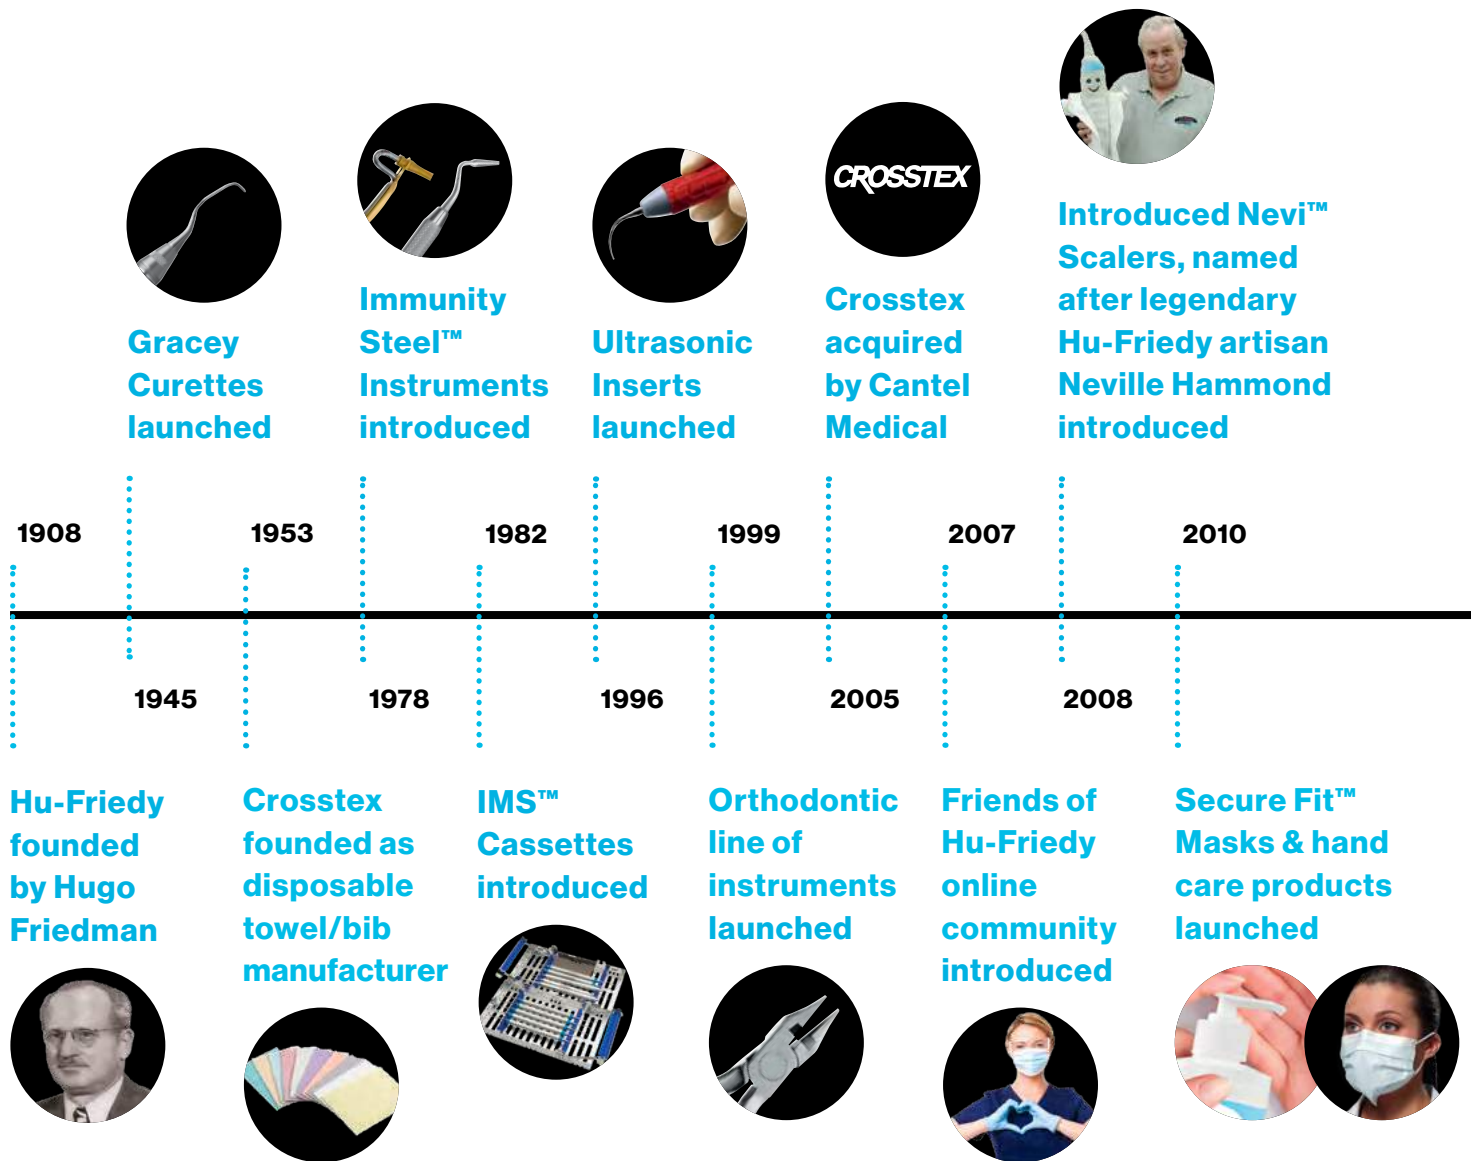 CROSSTEX
Introduced Nevi™
Scalers, named
after legendary
Hu-Friedy artisan
Neville Hammond
introduced
Gracey
Curettes
launched
Immunity
Steel™
Instruments
introduced
Ultrasonic
Inserts
launched
Crosstex
acquired
by Cantel
Medical
1908
1953
1982
1999
2007
2010
1945
1978
1996
2005
2008
Hu-Friedy
founded
by Hugo
Friedman
Crosstex
founded as
disposable
towel/bib
manufacturer
IMS™
Cassettes
introduced
Orthodontic
line of
instruments
launched
Friends of
Hu-Friedy
online
community
introduced
Secure Fit™
Masks & hand
care products
launched